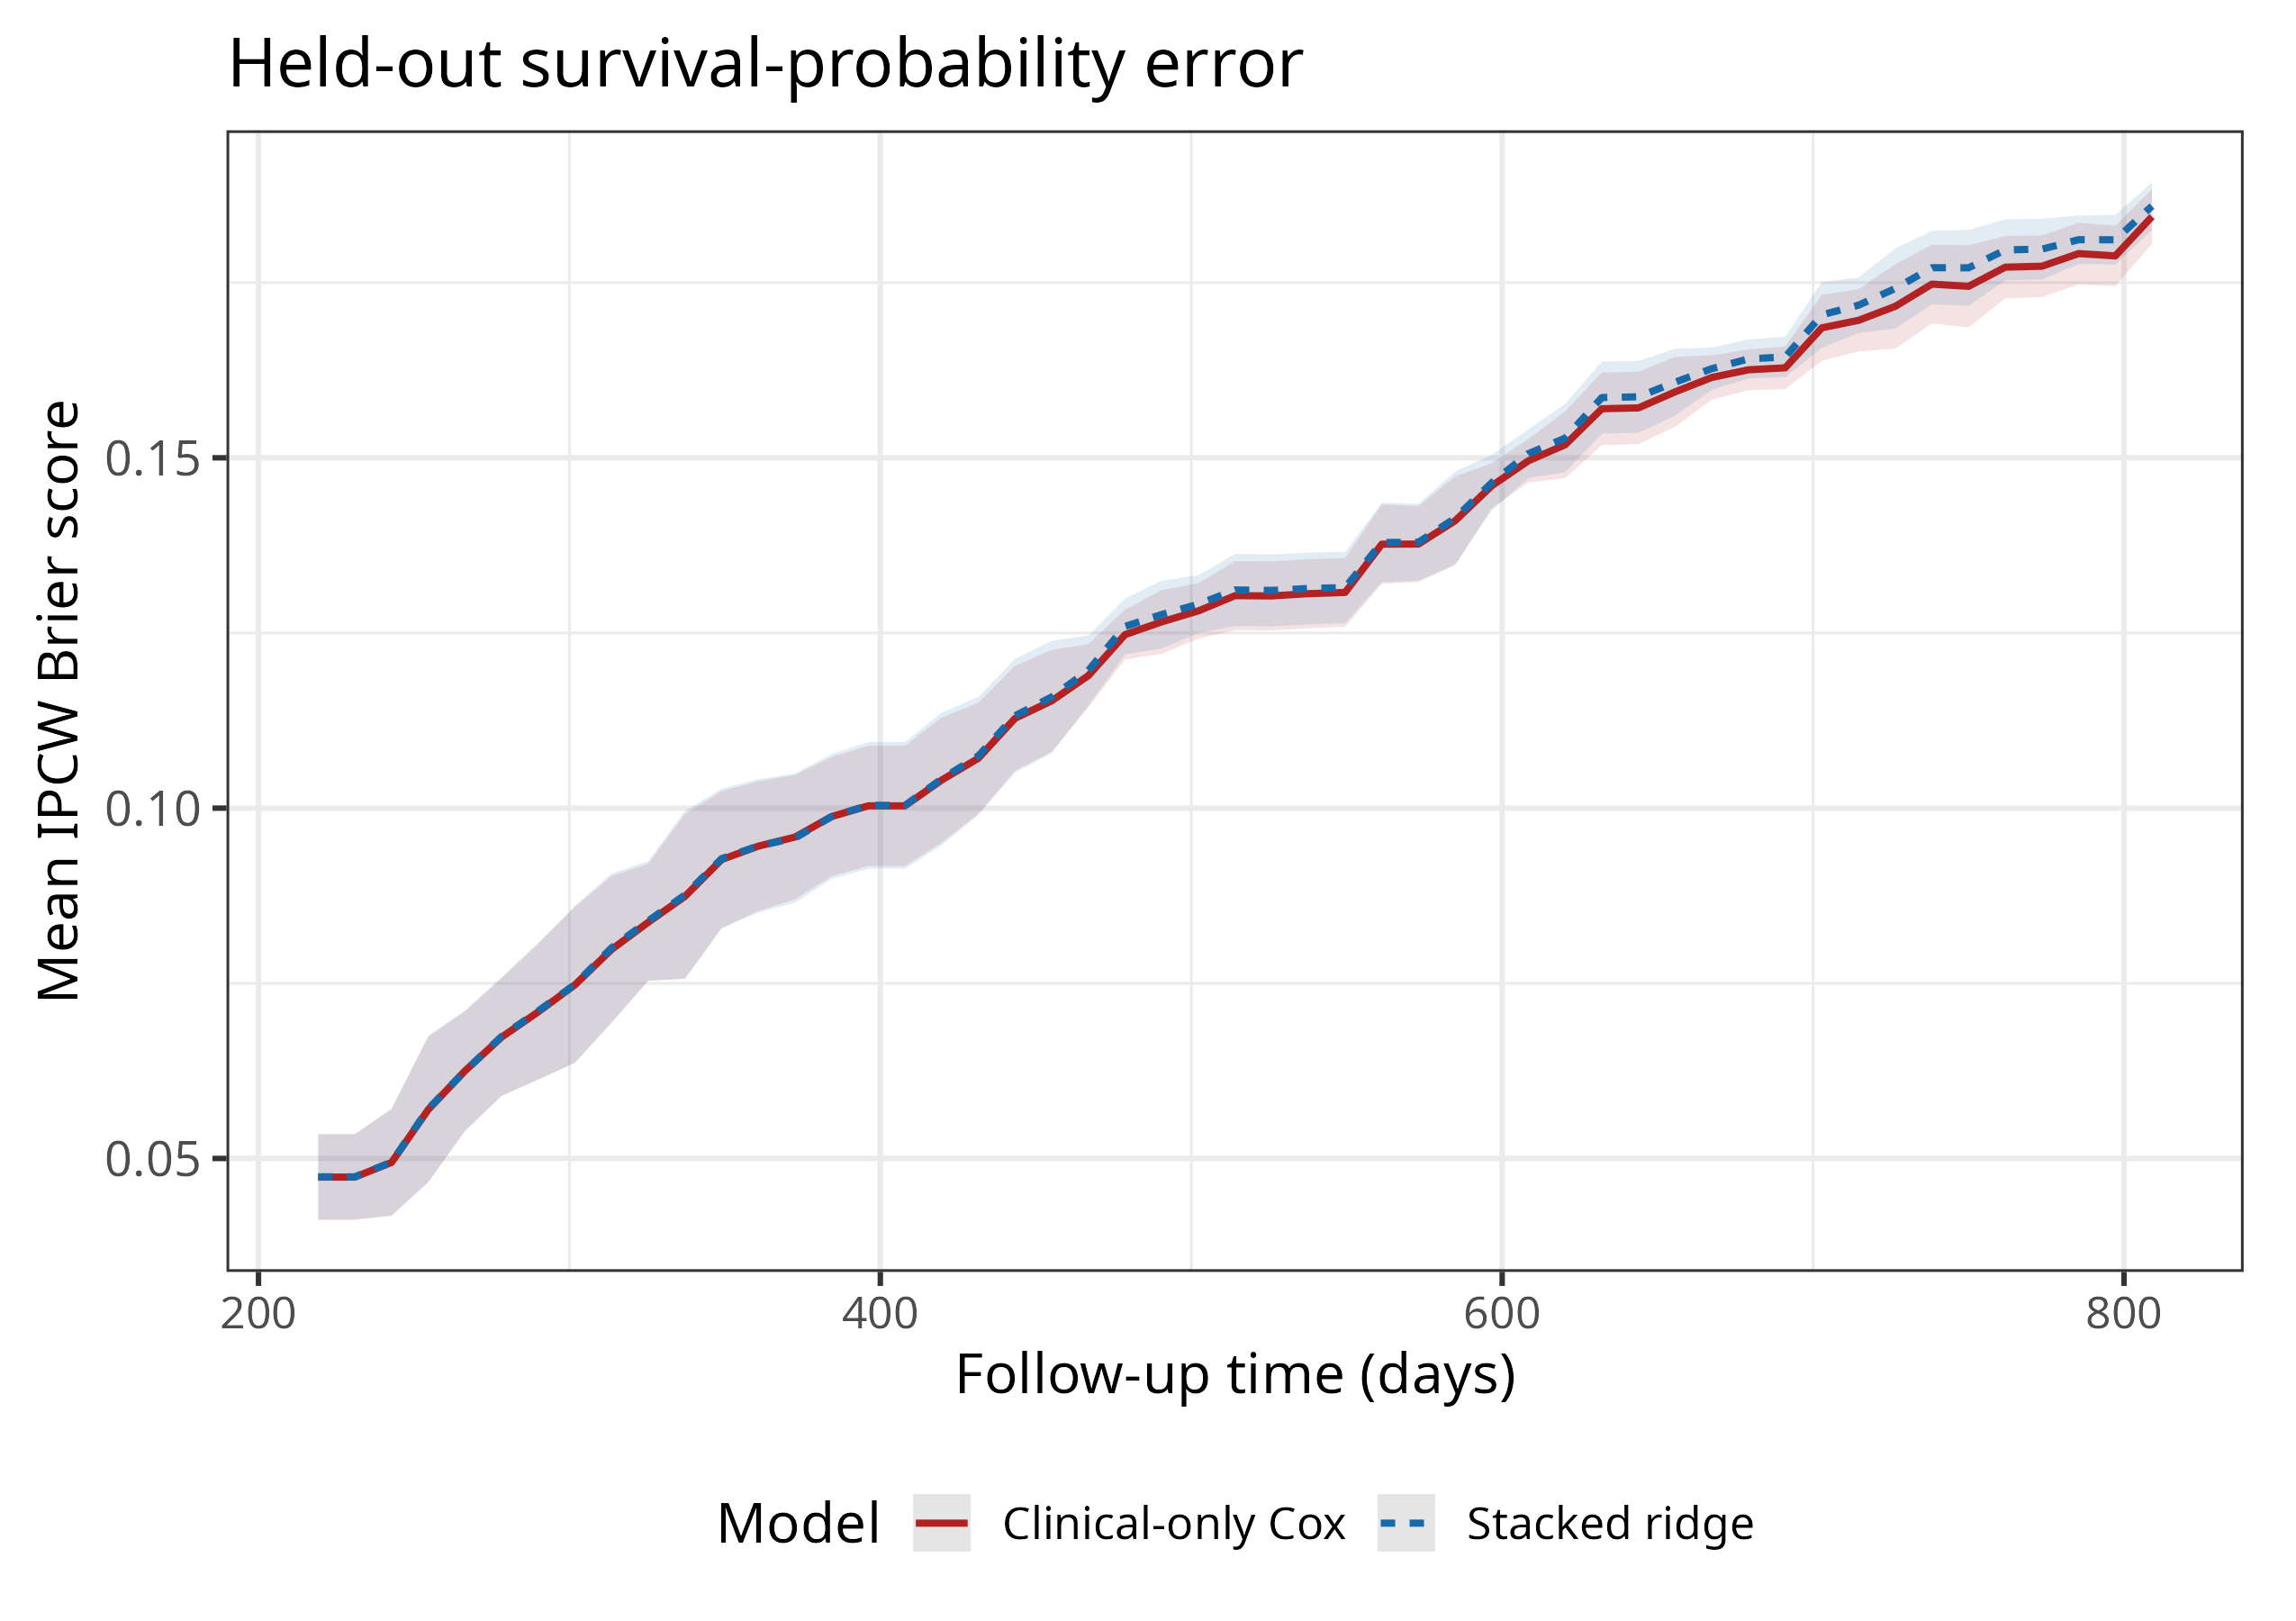 Held-out survival-probability error
Mean IPCW Brier score
0.15
0.10
0.05
200 400 600 800
Follow-up time (days)
Model Clinical-only Cox Stacked ridge